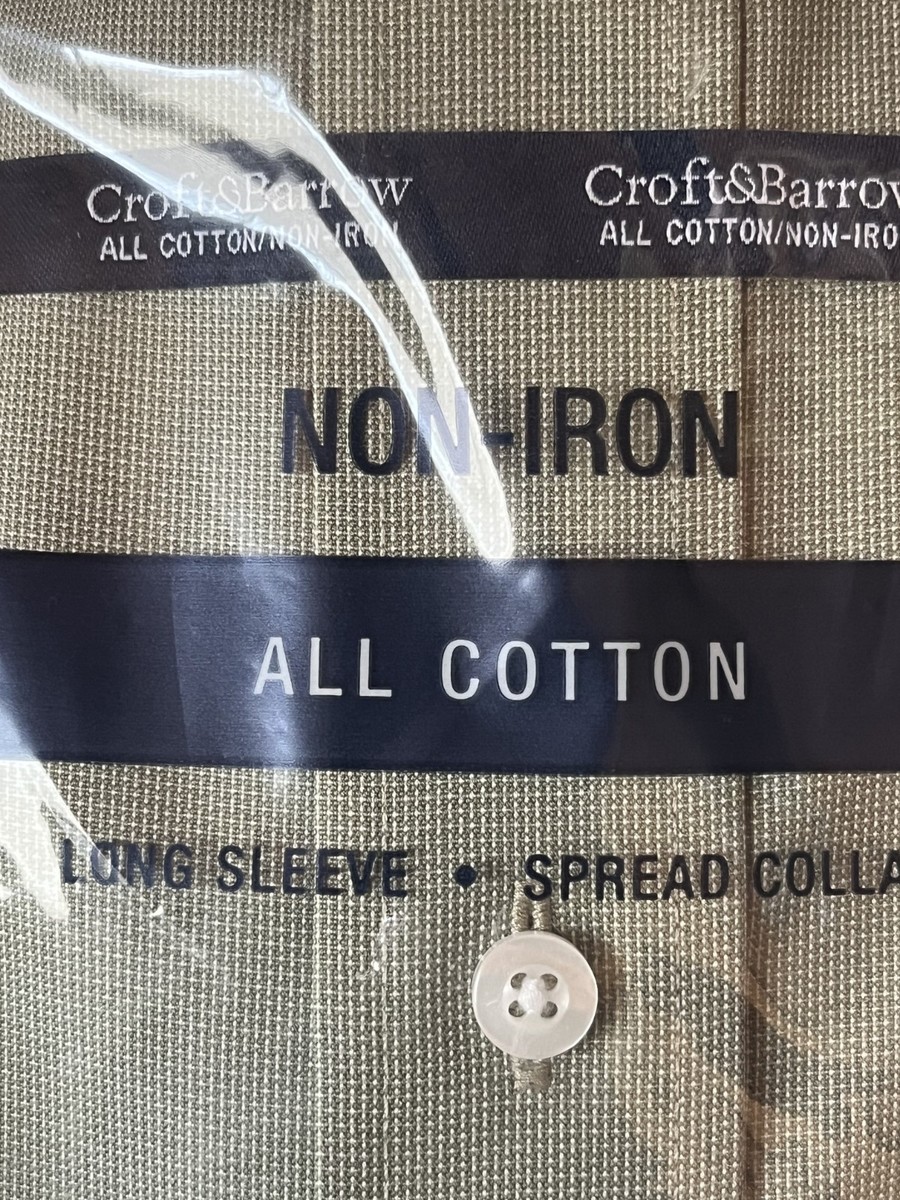 Croft&Barrow Croft&Barrow
ALL COTTON/NON-IRON ALL COTTON/NON-IRO
NON-IRON
ALL COTTON
LONG SLEEVE • SPREAD COLLA